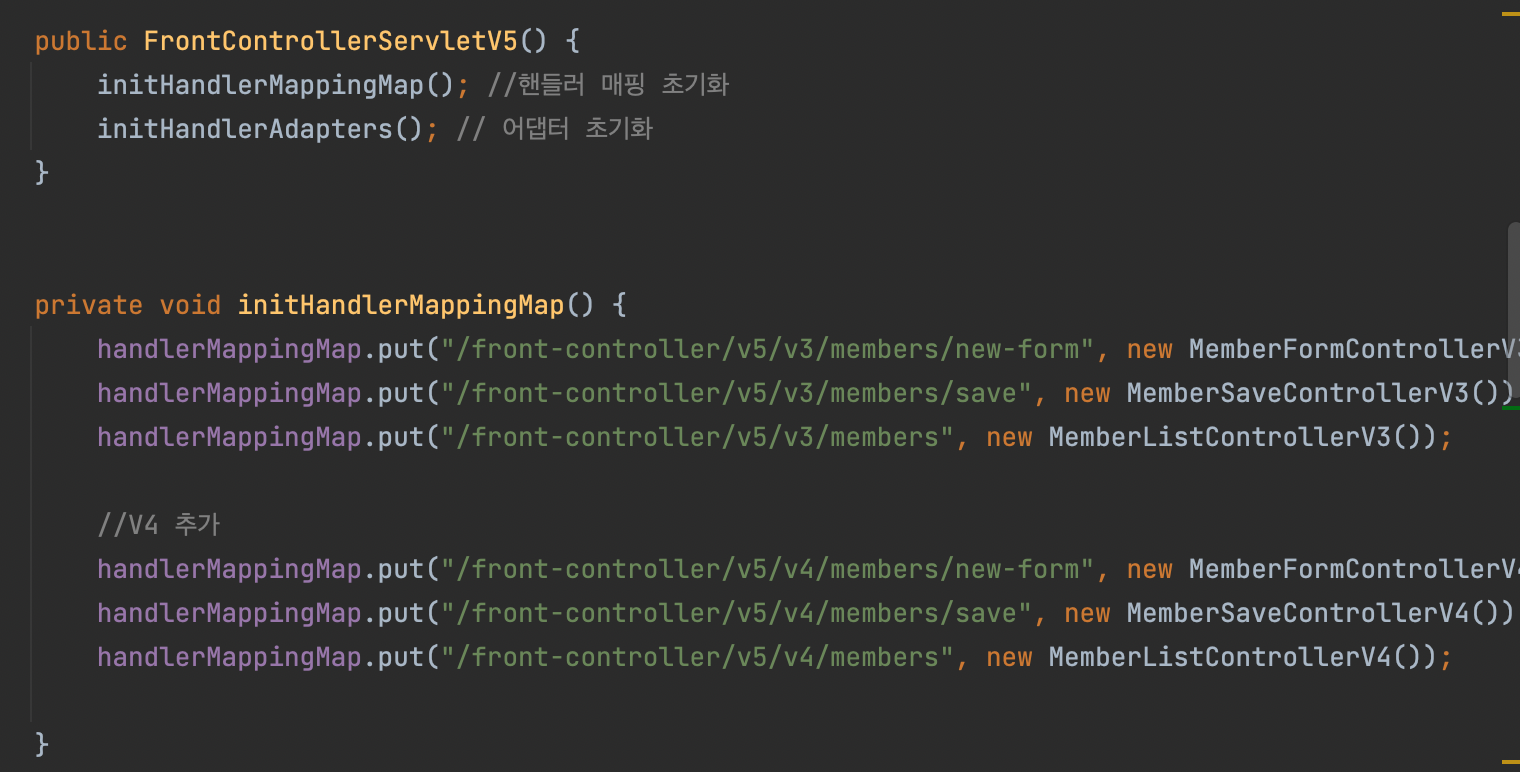 public FrontControllerServletV5() {
initHandlerMappingMap(); //핸들러 매핑 초기화
initHandlerAdapters(); // 어댑터 초기화
}
private void initHandlerMappingMap() {
handlerMappingMap.put("/front-controller/v5/v3/members/new-form", new MemberFormControllerV3
handlerMappingMap.put("/front-controller/v5/v3/members/save", new MemberSaveControllerV3())
handlerMappingMap.put("/front-controller/v5/v3/members", new MemberListControllerV3());
//V4 추가
handlerMappingMap.put("/front-controller/v5/v4/members/new-form", new MemberFormControllerV4
handlerMappingMap.put("/front-controller/v5/v4/members/save", new MemberSaveControllerV4())
handlerMappingMap.put("/front-controller/v5/v4/members", new MemberListControllerV4());
}